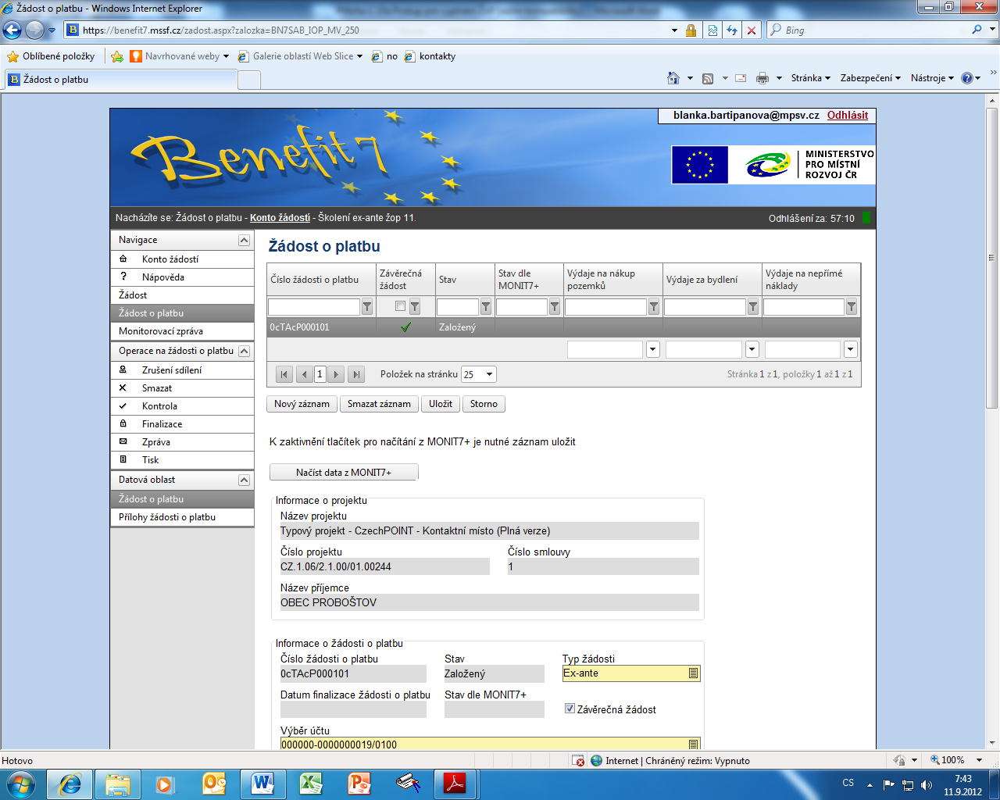 Žádost o platbu - Windows Internet Explorer
https://benefit7.mssf.cz/zadost.aspx?zalozka=BN7SAB_IOP_MV_250
Bing
Oblíbené položky
Navrhované weby
Galerie oblastí Web Slice
no
kontakty
Žádost o platbu
Stránka
Zabezpečení
Nástroje
blanka.bartipanova@mpsv.cz Odhlásit
Benefit7
MINISTERSTVO
PRO MÍSTNÍ
ROZVOJ ČR
Nacházíte se: Žádost o platbu - Konto žádostí - Školení ex-ante žop 11.
Odhlášení za: 57:10
Navigace
Konto žádostí
Nápověda
Žádost
Žádost o platbu
Monitorovací zpráva
Operace na žádosti o platbu
Zrušení sdílení
Smazat
Kontrola
Finalizace
Zpráva
Tisk
Datová oblast
Žádost o platbu
Přílohy žádosti o platbu
Žádost o platbu
Číslo žádosti o platbu
Závěrečná
žádost
Stav
Stav dle
MONIT7+
Výdaje na nákup
pozemků
Výdaje za bydlení
Výdaje na nepřímé
náklady
0cTAcP000101
Založený
1
Položek na stránku 25
Stránka 1 z 1, položky 1 až 1 z 1
Nový záznam
Smazat záznam
Uložit
Storno
K zaktivnění tlačítek pro načítání z MONIT7+ je nutné záznam uložit
Načíst data z MONIT7+
Informace o projektu
Název projektu
Typový projekt - CzechPOINT - Kontaktní místo (Plná verze)
Číslo projektu
Číslo smlouvy
CZ.1.06/2.1.00/01.00244
1
Název příjemce
OBEC PROBOŠTOV
Informace o žádosti o platbu
Číslo žádosti o platbu
Stav
Typ žádosti
0cTAcP000101
Založený
Ex-ante
Datum finalizace žádosti o platbu
Stav dle MONIT7+
Závěrečná žádost
Výběr účtu
000000-0000000019/0100
Hotovo
Internet | Chráněný režim: Vypnuto
100%
CS
7:43
11.9.2012